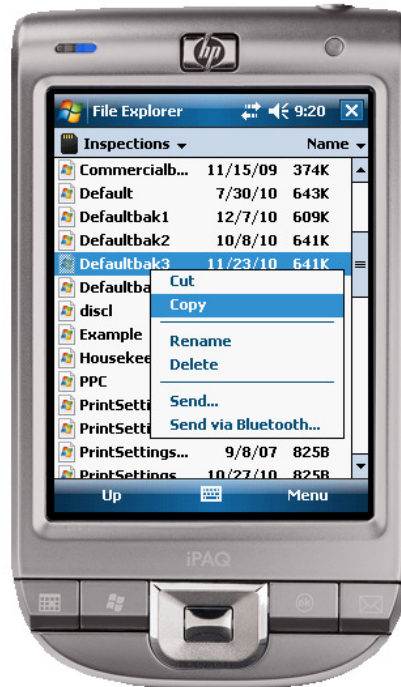 hp
File Explorer 9:20
Inspections Name
Commercialb... 11/15/09 374K
Default 7/30/10 643K
Defaultbak1 12/7/10 609K
Defaultbak2 10/8/10 641K
Defaultbak3 11/23/10 641K
Defaultba
discl
Example
Housekee
PPC
PrintSetti
PrintSetti
PrintSettings... 9/8/07 825B
PrintSettings 10/27/10 825B
Cut
Copy
Rename
Delete
Send...
Send via Bluetooth...
Up Menu
iPAQ
ok